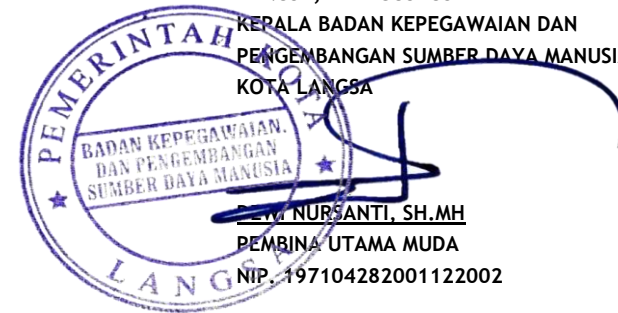 KEPALA BADAN KEPEGAWAIAN DAN
PENGEMBANGAN SUMBER DAYA MANUSI
KOTA LANGSA
PEMERINTAH KOTA
BADAN KEPEGAWAIAN.
DAN PENGEMBANGAN
SUMBER DAYA MANUSIA
LANGSA
DEWI NURSANTI, SH.MH
PEMBINA UTAMA MUDA
NIP. 197104282001122002